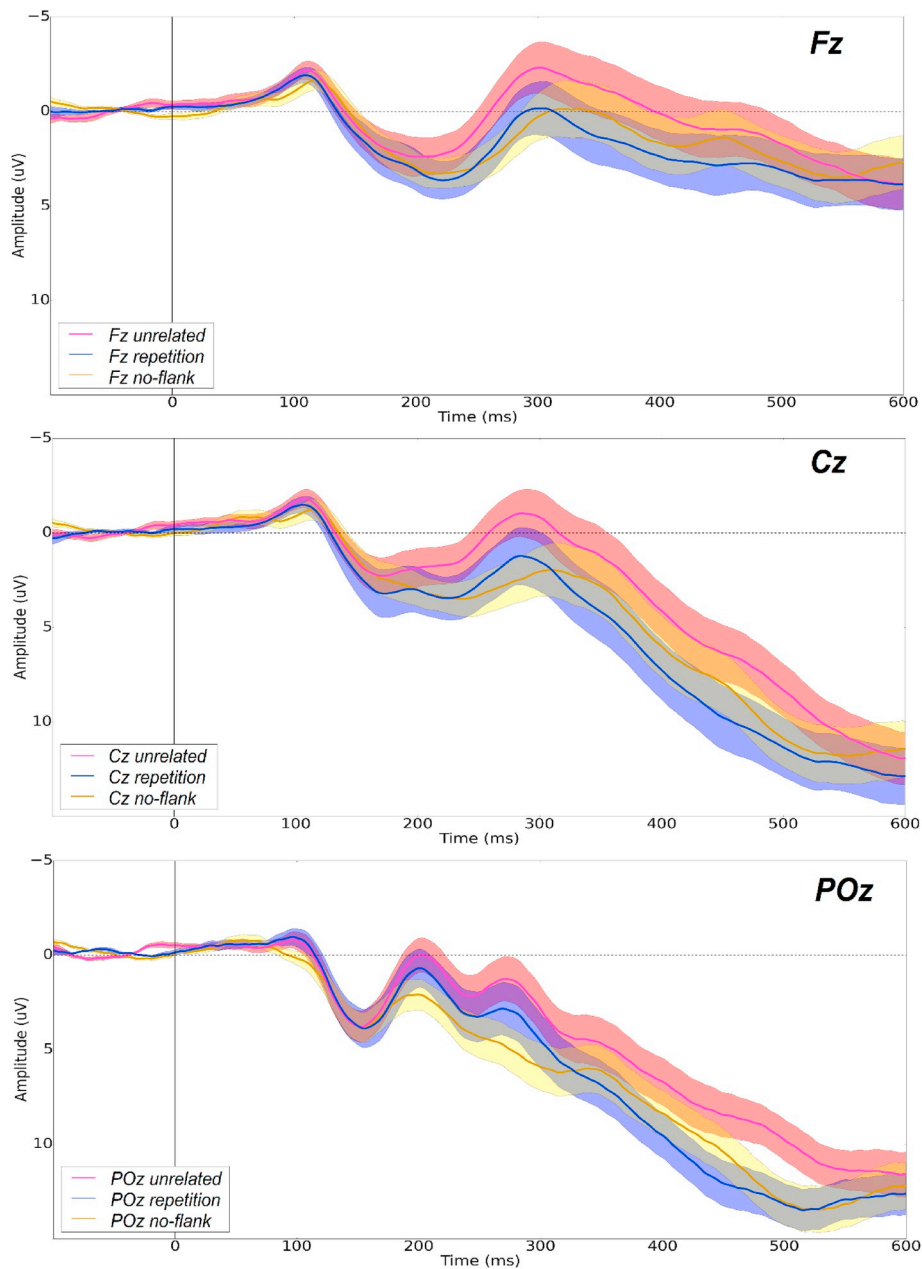 Fz
−5
0
5
10
Amplitude (uV)
Fz unrelated
Fz repetition
Fz no-flank
0 100 200 300 400 500 600
Time (ms)
Cz
−5
0
5
10
Amplitude (uV)
Cz unrelated
Cz repetition
Cz no-flank
0 100 200 300 400 500 600
Time (ms)
POz
−5
0
5
10
Amplitude (uV)
POz unrelated
POz repetition
POz no-flank
0 100 200 300 400 500 600
Time (ms)